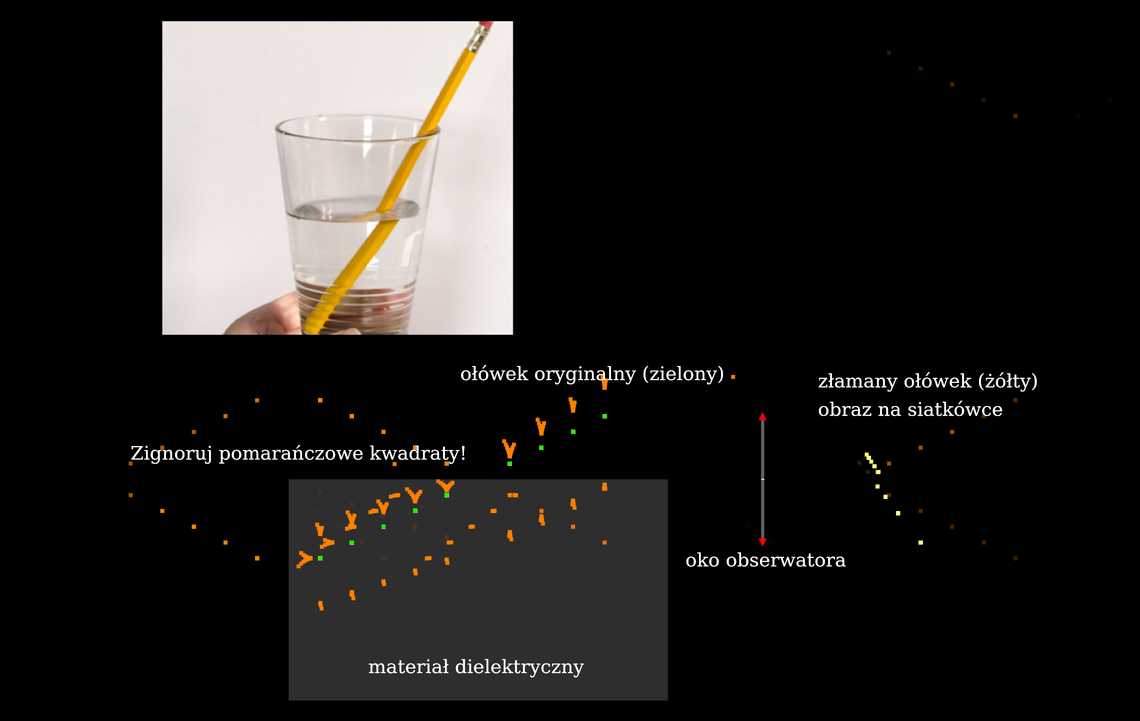 ołówek oryginalny (zielony)
złamany ołówek (żółty)
obraz na siatkówce
Zignoruj pomarańczowe kwadraty!
oko obserwatora
materiał dielektryczny